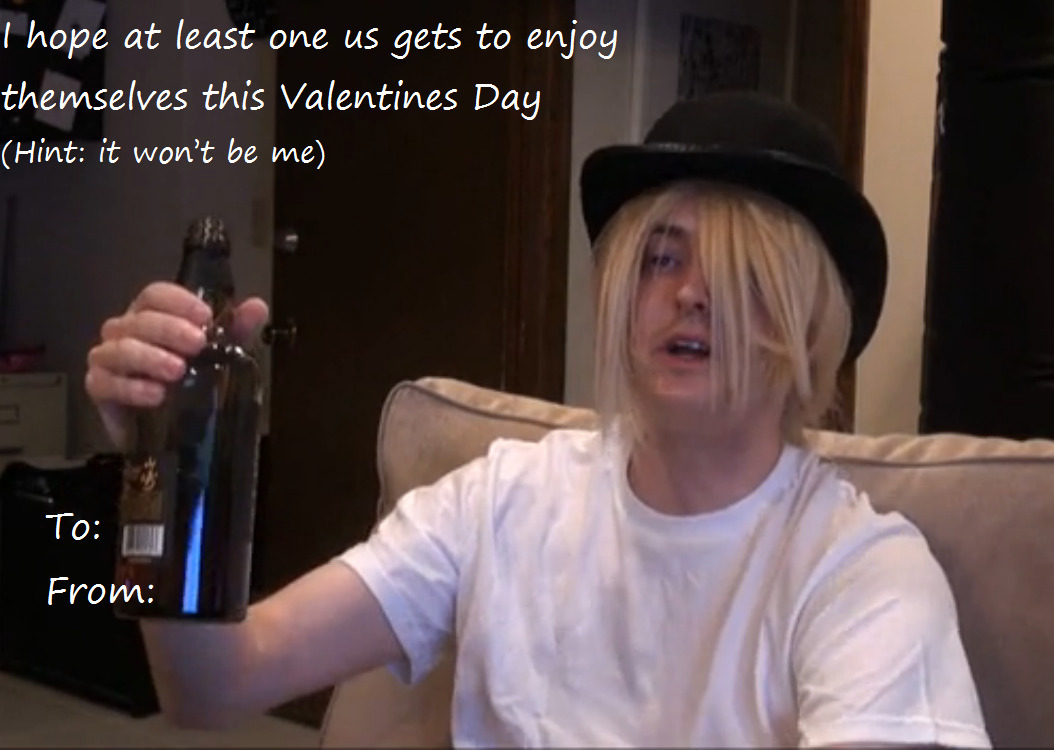 I hope at least one us gets to enjoy
themselves this Valentines Day
(Hint: it won't be me)
To:
From: